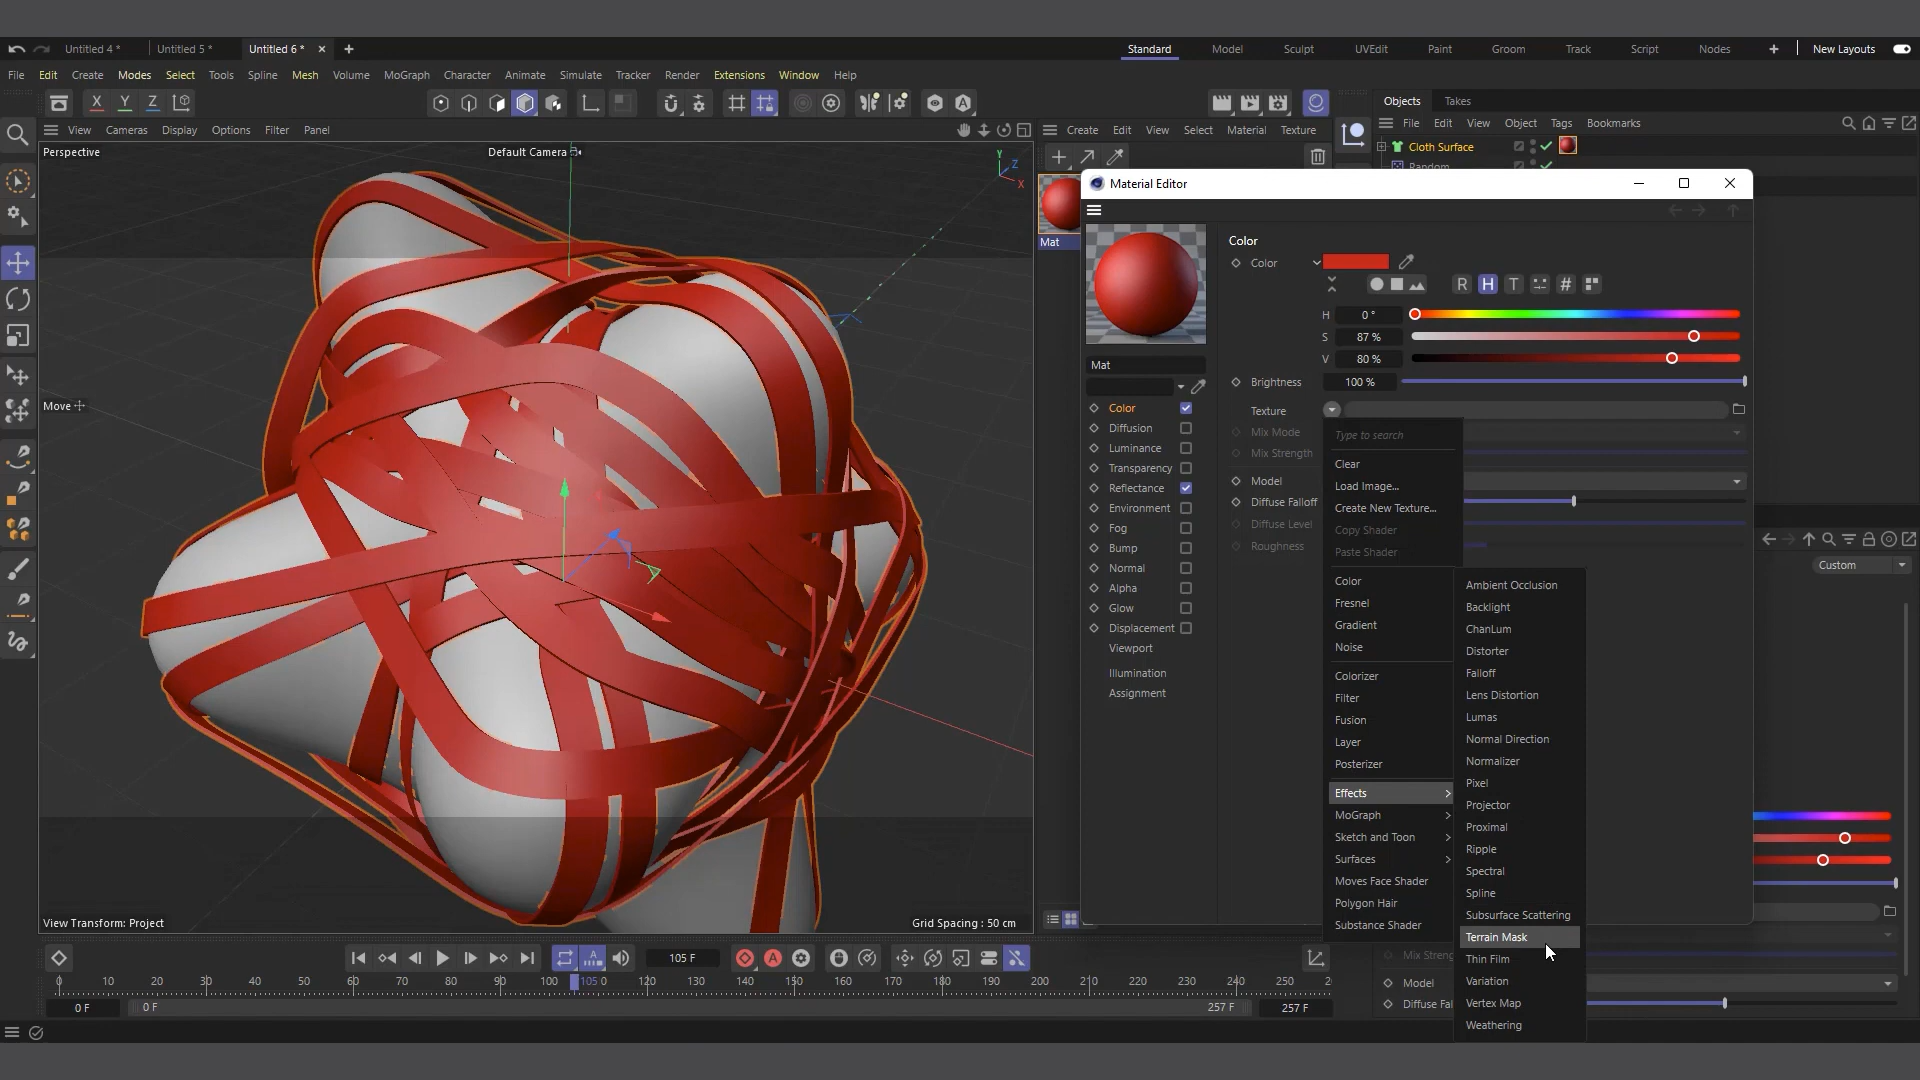 Untitled 4 * Untitled 5 * Untitled 6 * × +
Standard Model Sculpt UVEdit Paint Groom Track Script Nodes + New Layouts
File Edit Create Modes Select Tools Spline Mesh Volume MoGraph Character Animate Simulate Tracker Render Extensions Window Help
X Y Z
Objects Takes
View Cameras Display Options Filter Panel
Create Edit View Select Material Texture
File Edit View Object Tags Bookmarks
Perspective
Default Camera
Y
Z
X
Cloth Surface
Random
Material Editor
Mat
Color
Color
R H T #
H 0 °
S 87 %
V 80 %
Mat
Brightness 100 %
Texture
Mix Mode
Mix Strength
Model
Diffuse Falloff
Diffuse Level
Roughness
Move
Color
Diffusion
Luminance
Transparency
Reflectance
Environment
Fog
Bump
Normal
Alpha
Glow
Displacement
Viewport
Illumination
Assignment
Type to search
Clear
Load Image...
Create New Texture...
Copy Shader
Paste Shader
Color
Fresnel
Gradient
Noise
Colorizer
Filter
Fusion
Layer
Posterizer
Effects
MoGraph
Sketch and Toon
Surfaces
Moves Face Shader
Polygon Hair
Substance Shader
Ambient Occlusion
Backlight
ChanLum
Distorter
Falloff
Lens Distortion
Lumas
Normal Direction
Normalizer
Pixel
Projector
Proximal
Ripple
Spectral
Spline
Subsurface Scattering
Terrain Mask
Thin Film
Variation
Vertex Map
Weathering
Custom
View Transform: Project
Grid Spacing : 50 cm
105 F
Mix Streng
Model
Diffuse Fal
0 10 20 30 40 50 60 70 80 90 100 105 0 120 130 140 150 160 170 180 190 200 210 220 230 240 250 2
0 F 0 F 257 F 257 F